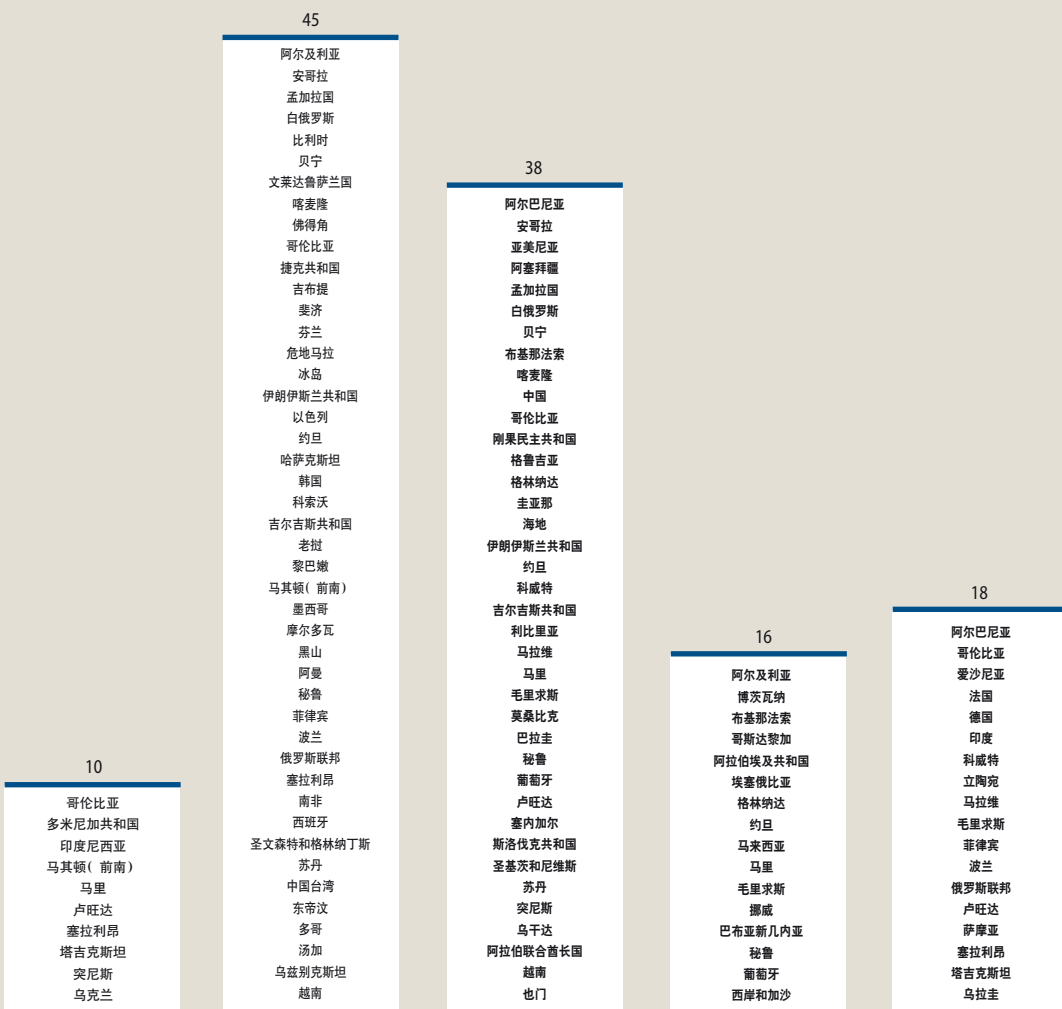 10
哥伦比亚
多米尼加共和国
印度尼西亚
马其顿( 前南)
马里
卢旺达
塞拉利昂
塔吉克斯坦
突尼斯
乌克兰
45
阿尔及利亚
安哥拉
孟加拉国
白俄罗斯
比利时
贝宁
文莱达鲁萨兰国
喀麦隆
佛得角
哥伦比亚
捷克共和国
吉布提
斐济
芬兰
危地马拉
冰岛
伊朗伊斯兰共和国
以色列
约旦
哈萨克斯坦
韩国
科索沃
吉尔吉斯共和国
老挝
黎巴嫩
马其顿( 前南)
墨西哥
摩尔多瓦
黑山
阿曼
秘鲁
菲律宾
波兰
俄罗斯联邦
塞拉利昂
南非
西班牙
圣文森特和格林纳丁斯
苏丹
中国台湾
东帝汶
多哥
汤加
乌兹别克斯坦
越南
38
阿尔巴尼亚
安哥拉
亚美尼亚
阿塞拜疆
孟加拉国
白俄罗斯
贝宁
布基那法索
喀麦隆
中国
哥伦比亚
刚果民主共和国
格鲁吉亚
格林纳达
圭亚那
海地
伊朗伊斯兰共和国
约旦
科威特
吉尔吉斯共和国
利比里亚
马拉维
马里
毛里求斯
莫桑比克
巴拉圭
秘鲁
葡萄牙
卢旺达
塞内加尔
斯洛伐克共和国
圣基茨和尼维斯
苏丹
突尼斯
乌干达
阿拉伯联合酋长国
越南
也门
16
阿尔及利亚
博茨瓦纳
布基那法索
哥斯达黎加
阿拉伯埃及共和国
埃塞俄比亚
格林纳达
约旦
马来西亚
马里
毛里求斯
挪威
巴布亚新几内亚
秘鲁
葡萄牙
西岸和加沙
18
阿尔巴尼亚
哥伦比亚
爱沙尼亚
法国
德国
印度
科威特
立陶宛
马拉维
毛里求斯
菲律宾
波兰
俄罗斯联邦
卢旺达
萨摩亚
塞拉利昂
塔吉克斯坦
乌拉圭